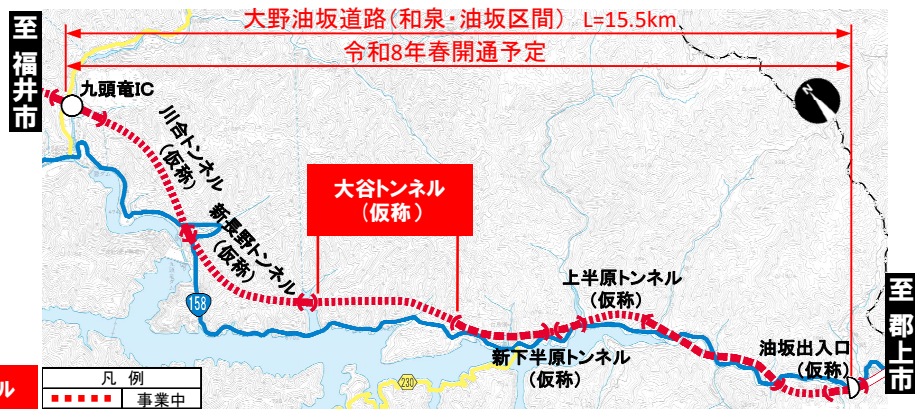 大野油坂道路(和泉・油坂区間) L=15.5km
令和8年春開通予定
至 福井市
九頭竜IC
N
川合トンネル
(仮称)
新長野トンネル
(仮称)
大谷トンネル
(仮称)
158
上半原トンネル
(仮称)
新下半原トンネル
(仮称)
230
油坂出入口
(仮称)
至 郡上市
ル
凡 例
事業中